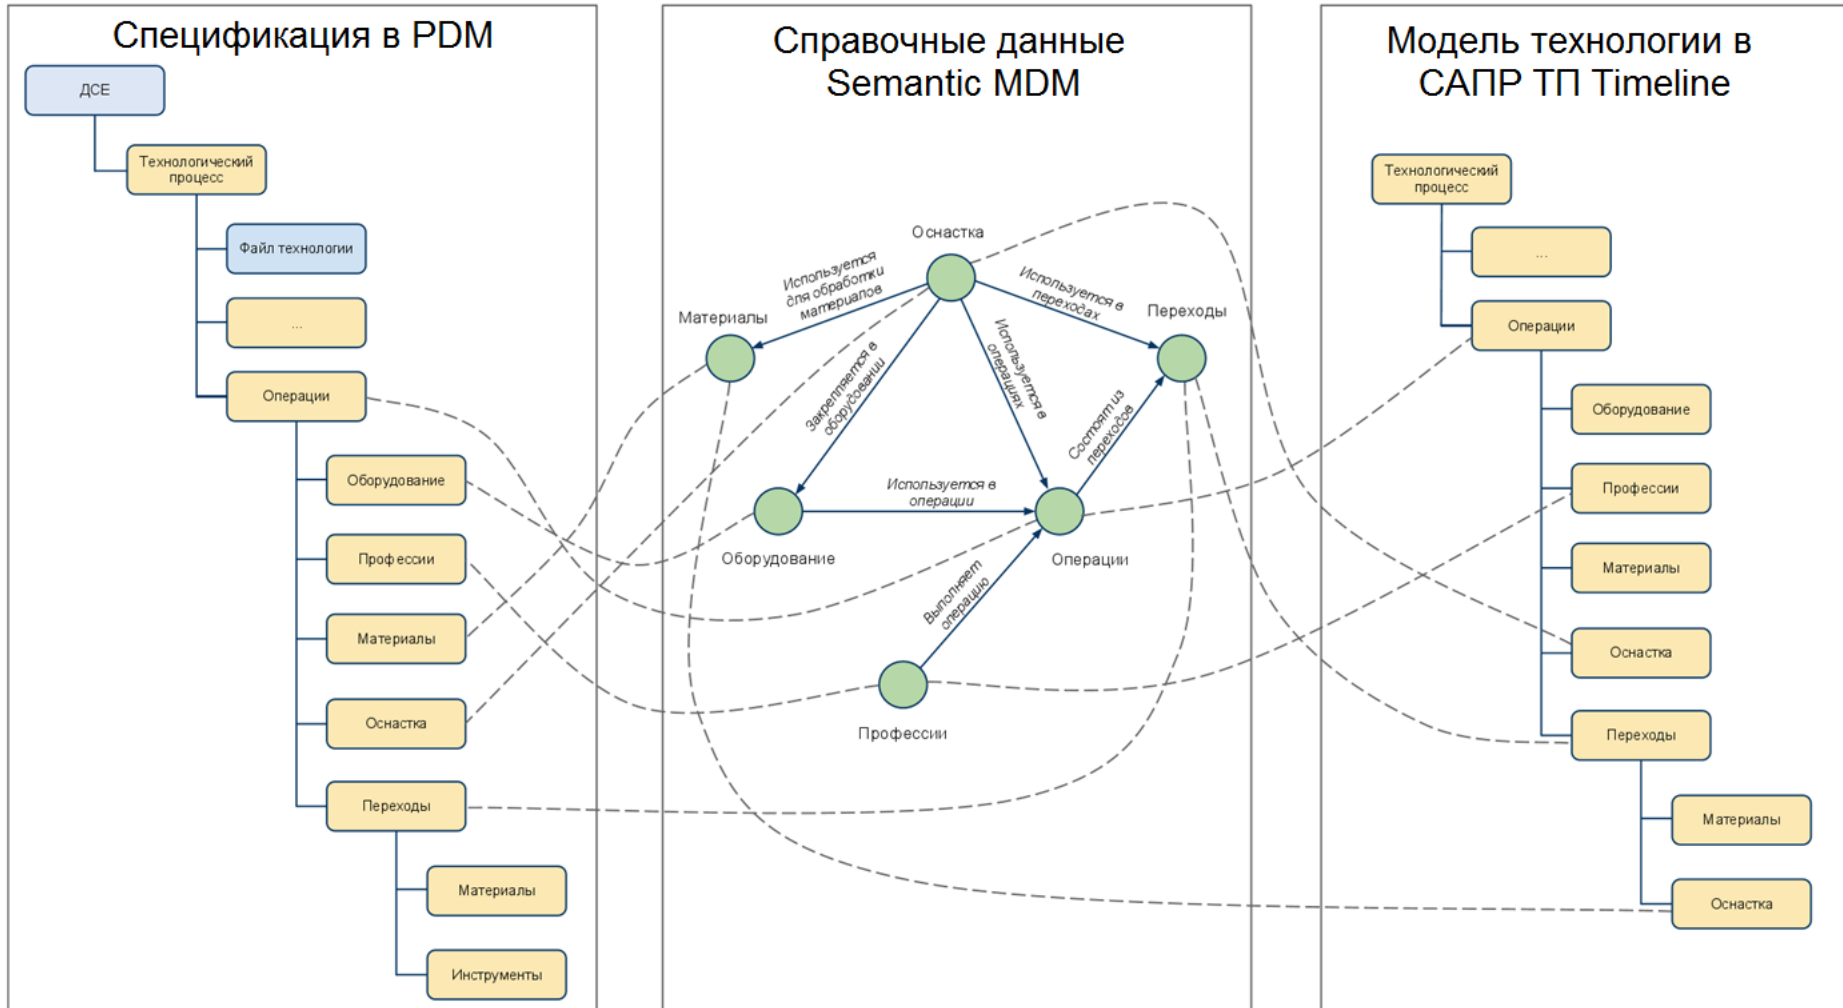 Спецификация в PDM
ДСЕ
Технологический
процесс
Файл технологии
...
Операции
Оборудование
Профессии
Материалы
Оснастка
Переходы
Материалы
Инструменты
Справочные данные
Semantic MDM
Оснастка
Используется
для обработки
материалов
Используется в
переходах
Материалы
Переходы
Закрепляется в
оборудовании
Используется в
операциях
Состоят из
переходов
Используется в
операции
Оборудование
Операции
Выполняет
операцию
Профессии
Модель технологии в
САПР ТП Timeline
Технологический
процесс
...
Операции
Оборудование
Профессии
Материалы
Оснастка
Переходы
Материалы
Оснастка